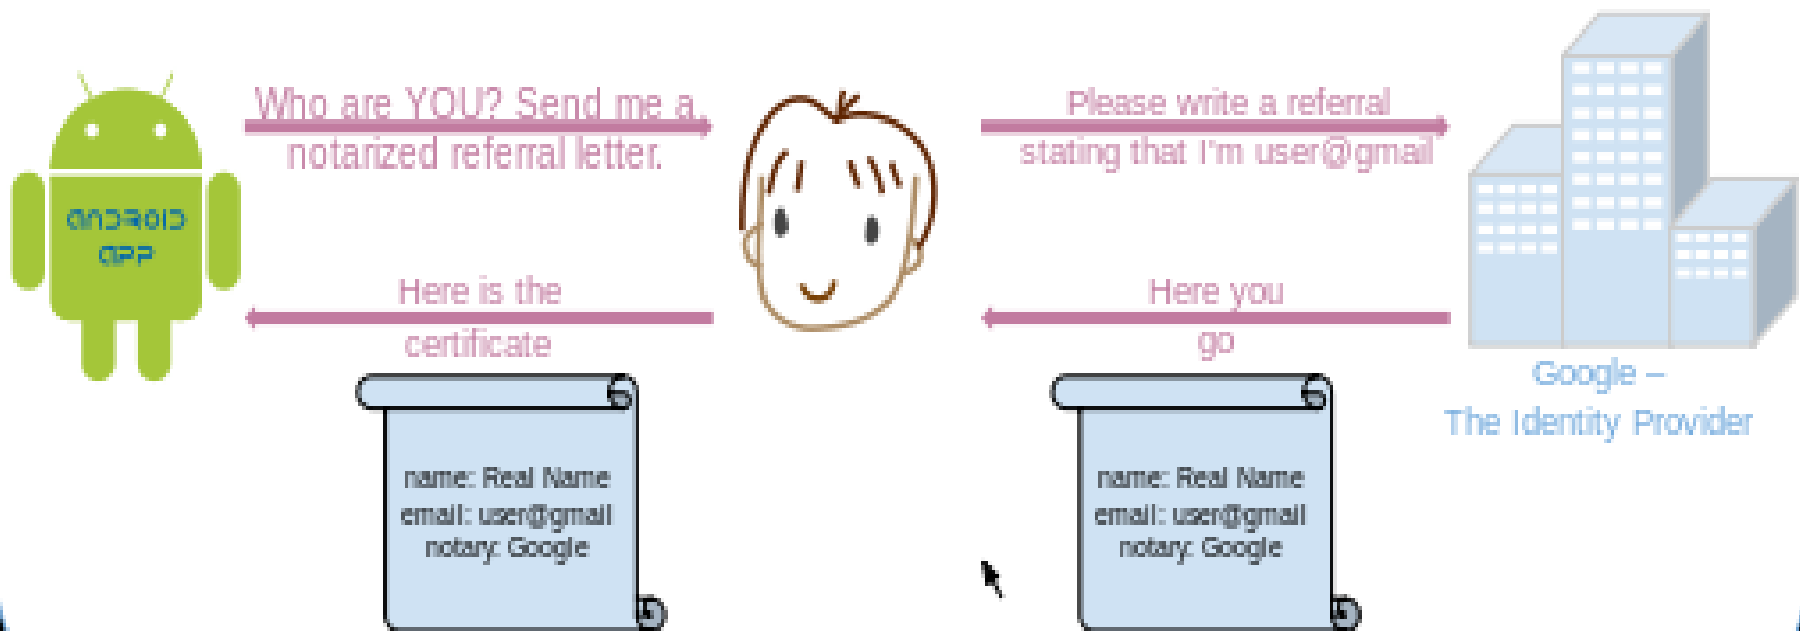 Who are YOU? Send me a
notarized referral letter.
Please write a referral
stating that I'm user@gmail
ANDROID
APP
Here is the
certificate
Here you
go
Google –
The Identity Provider
name: Real Name
email: user@gmail
notary: Google
name: Real Name
email: user@gmail
notary: Google